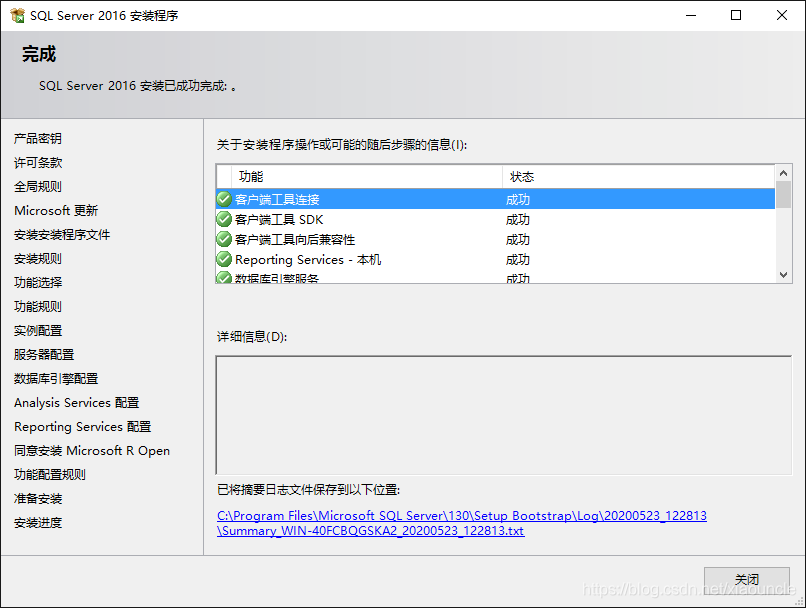 SQL Server 2016 安装程序
完成
SQL Server 2016 安装已成功完成: 。
产品密钥
许可条款
全局规则
Microsoft 更新
安装安装程序文件
安装规则
功能选择
功能规则
实例配置
服务器配置
数据库引擎配置
Analysis Services 配置
Reporting Services 配置
同意安装 Microsoft R Open
功能配置规则
准备安装
安装进度
关于安装程序操作或可能的随后步骤的信息(I):
功能 状态
客户端工具连接 成功
客户端工具 SDK 成功
客户端工具向后兼容性 成功
Reporting Services - 本机 成功
数据库引擎服务 成功
详细信息(D):
已将摘要日志文件保存到以下位置:
C:\Program Files\Microsoft SQL Server\130\Setup Bootstrap\Log\20200523_122813
\Summary_WIN-40FCBQGSKA2_20200523_122813.txt
关闭
https://blog.csdn.net/xiaouncle